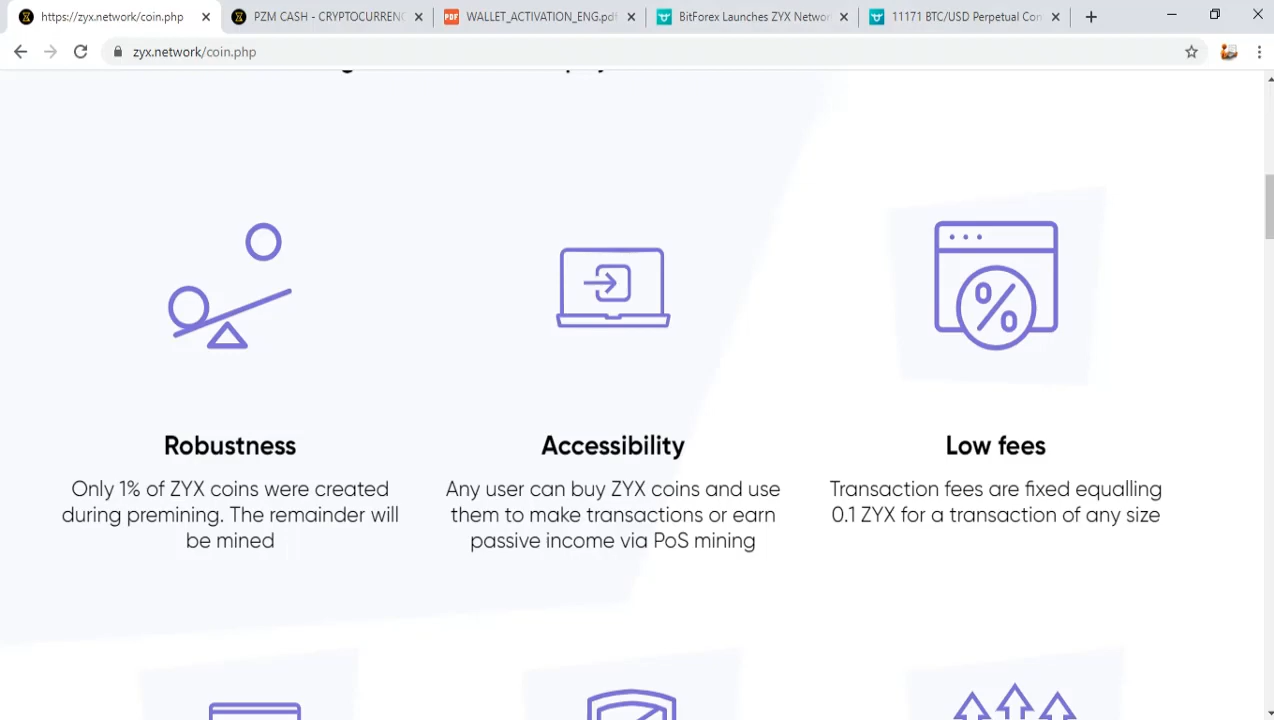 https://zyx.network/coin.php
PZM CASH - CRYPTOCURRENC
WALLET_ACTIVATION_ENG.pdf
BitForex Launches ZYX Networ
11171 BTC/USD Perpetual Con
zyx.network/coin.php
Robustness
Only 1% of ZYX coins were created
during premining. The remainder will
be mined
Accessibility
Any user can buy ZYX coins and use
them to make transactions or earn
passive income via PoS mining
Low fees
Transaction fees are fixed equalling
0.1 ZYX for a transaction of any size